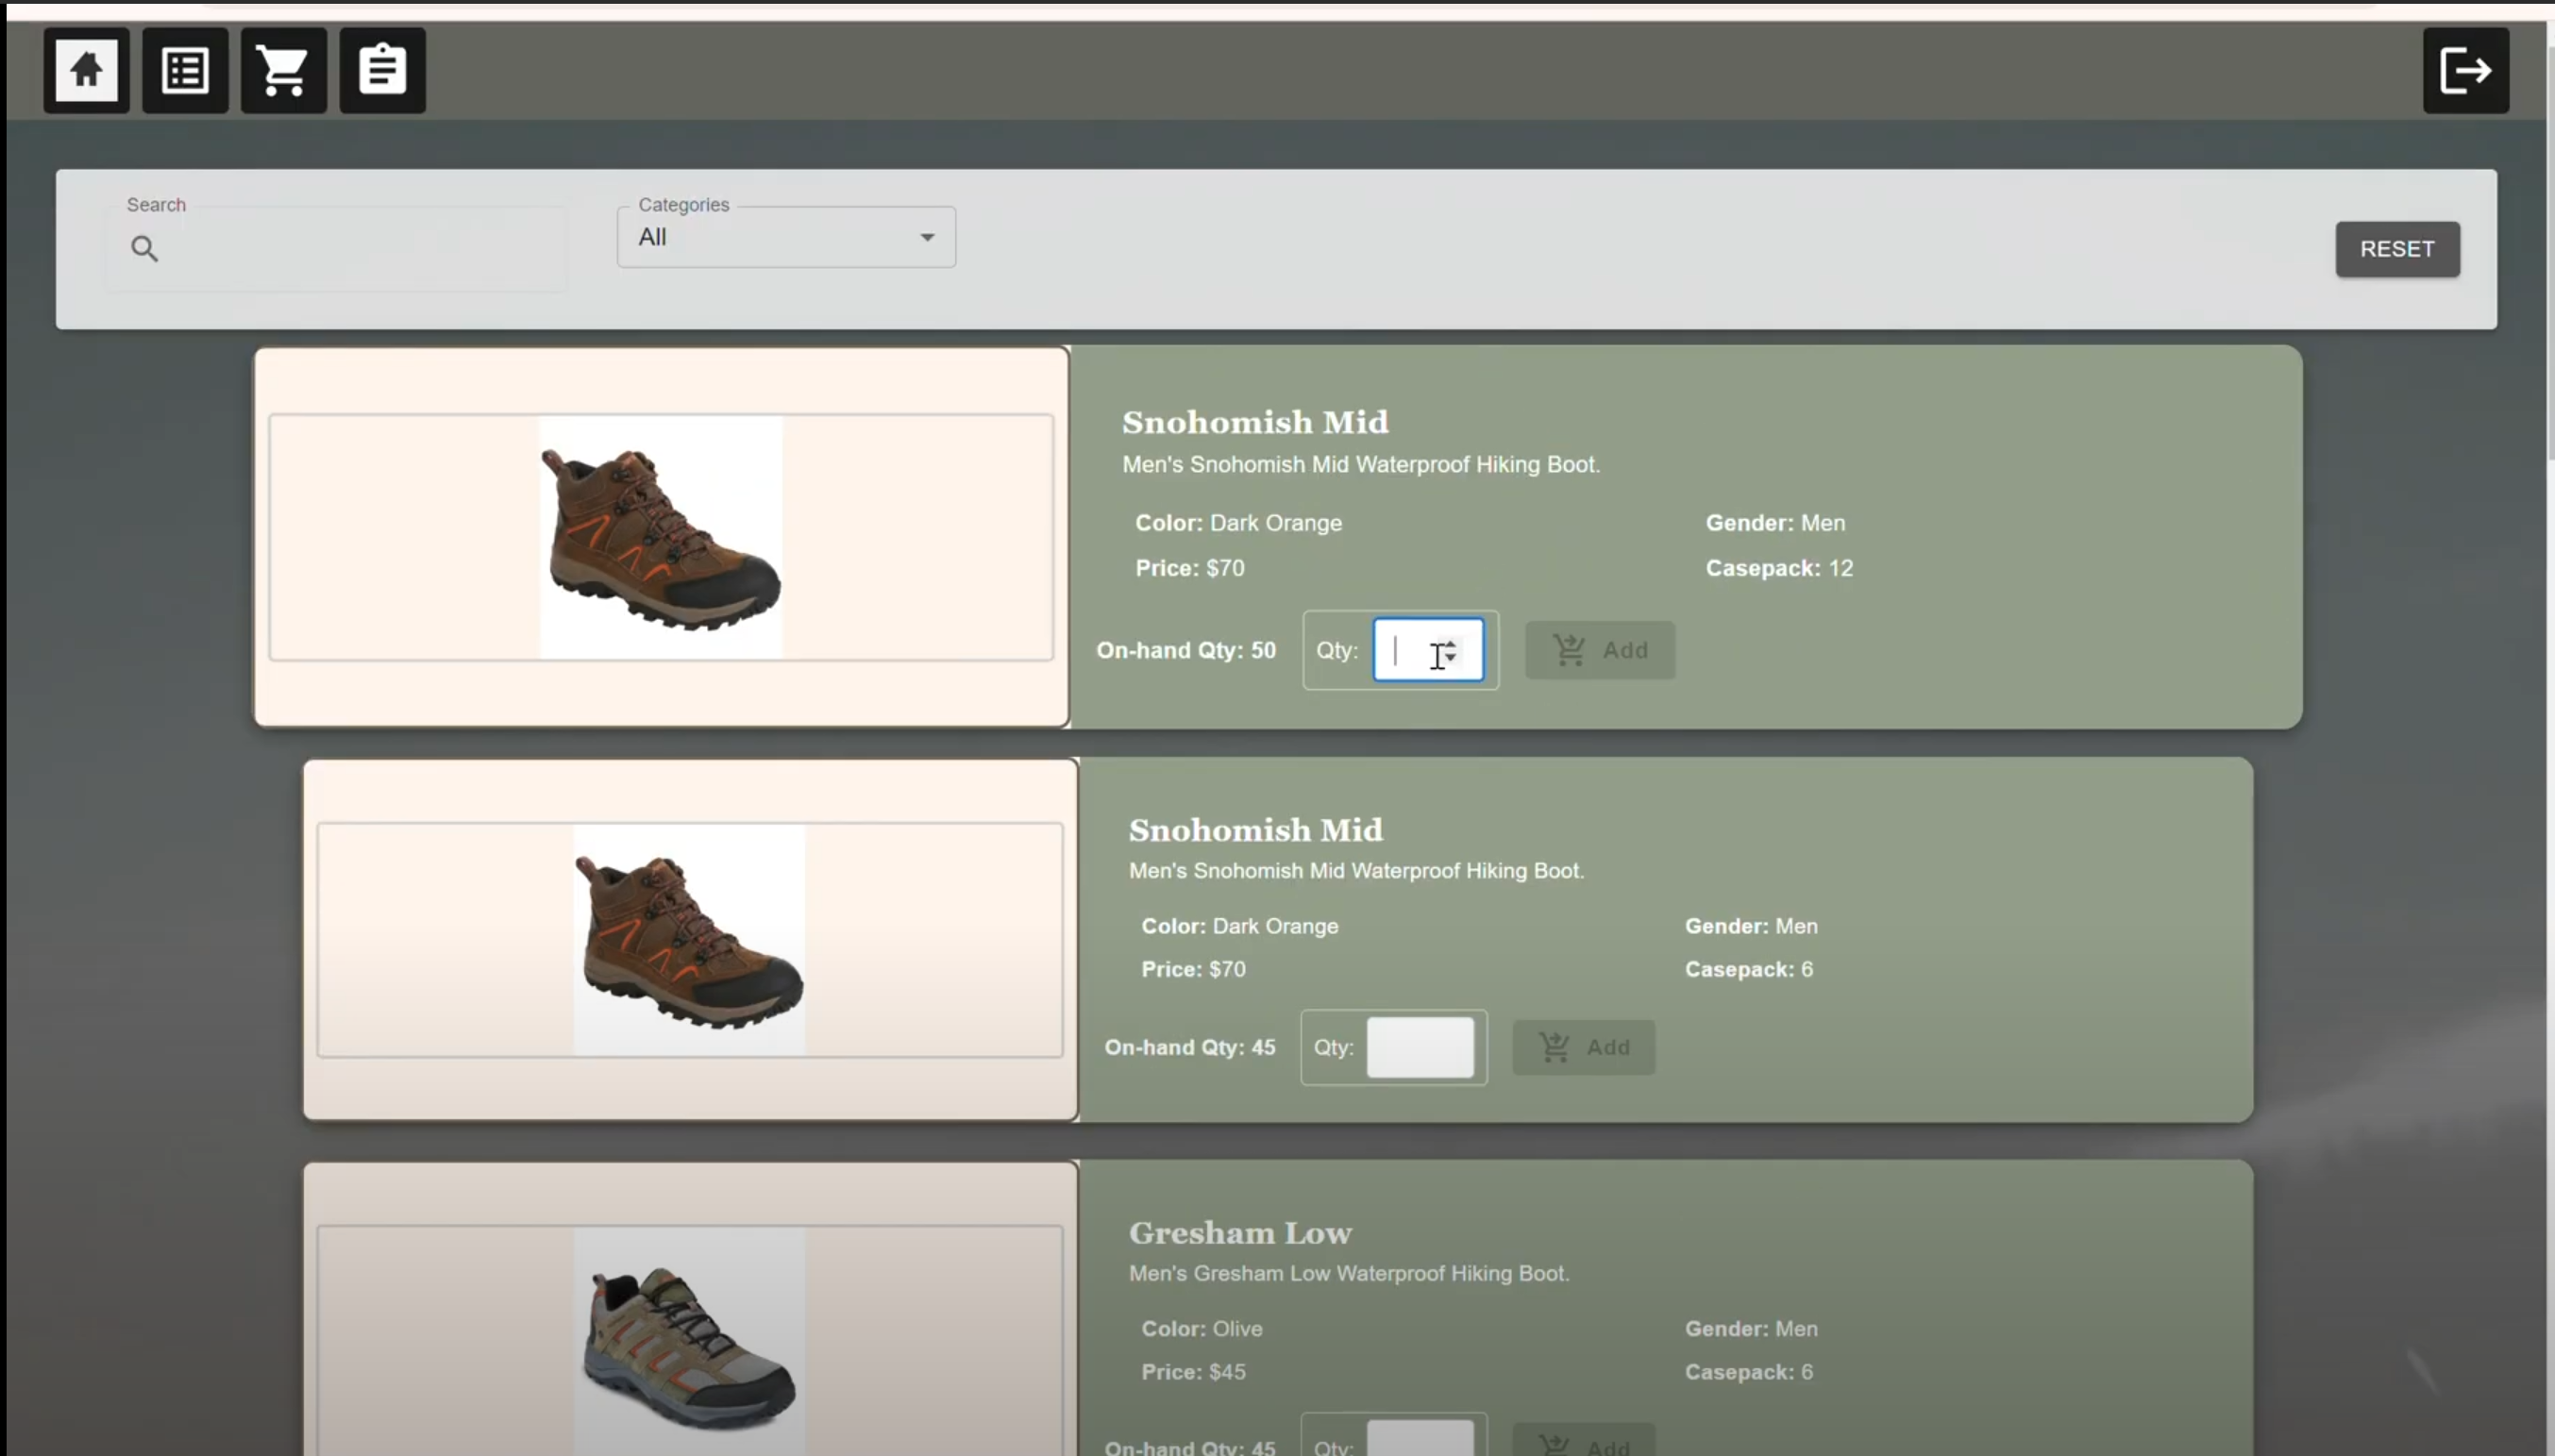 Search
Categories
All
RESET
Snohomish Mid
Men's Snohomish Mid Waterproof Hiking Boot.
Color: Dark Orange
Gender: Men
Price: $70
Casepack: 12
On-hand Qty: 50
Qty:
Add
Snohomish Mid
Men's Snohomish Mid Waterproof Hiking Boot.
Color: Dark Orange
Gender: Men
Price: $70
Casepack: 6
On-hand Qty: 45
Qty:
Add
Gresham Low
Men's Gresham Low Waterproof Hiking Boot.
Color: Olive
Gender: Men
Price: $45
Casepack: 6
On-hand Qty: 45
Qty:
Add